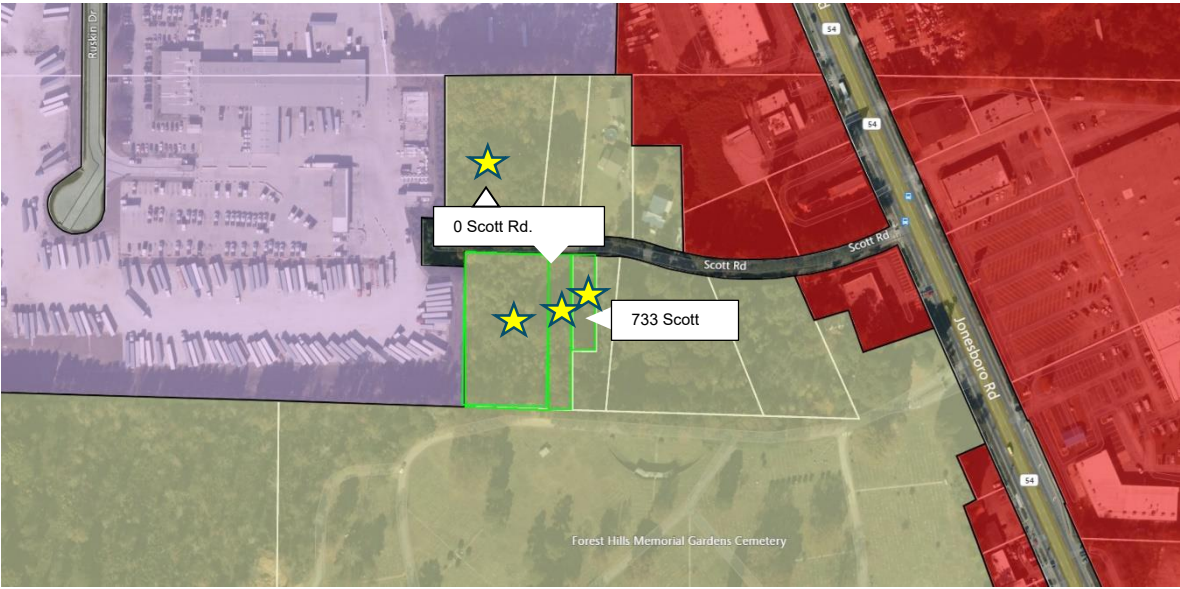 Ruskin Dr
d
54
54
0 Scott Rd.
Scott Rd
Scott Rd
733 Scott
Jonesboro Rd
54
Forest Hills Memorial Gardens Cemetery